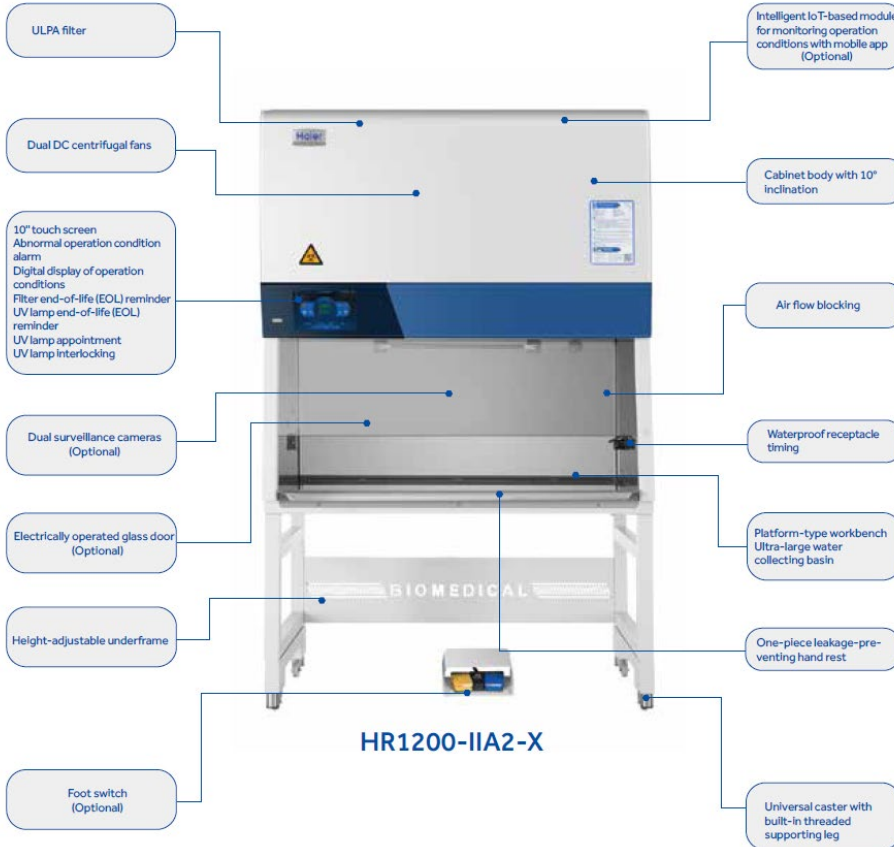 ULPA filter
Dual DC centrifugal fans
10" touch screen
Abnormal operation condition
alarm
Digital display of operation
conditions
Filter end-of-life (EOL) reminder
UV lamp end-of-life (EOL)
reminder
UV lamp appointment
UV lamp interlocking
Dual surveillance cameras
(Optional)
Electrically operated glass door
(Optional)
Height-adjustable underframe
Foot switch
(Optional)
Haier
BIOMEDICAL
HR1200-IIA2-X
Intelligent IoT-based module
for monitoring operation
conditions with mobile app
(Optional)
Cabinet body with 10°
inclination
Air flow blocking
Waterproof receptacle
timing
Platform-type workbench
Ultra-large water
collecting basin
One-piece leakage-pre-
venting hand rest
Universal caster with
built-in threaded
supporting leg